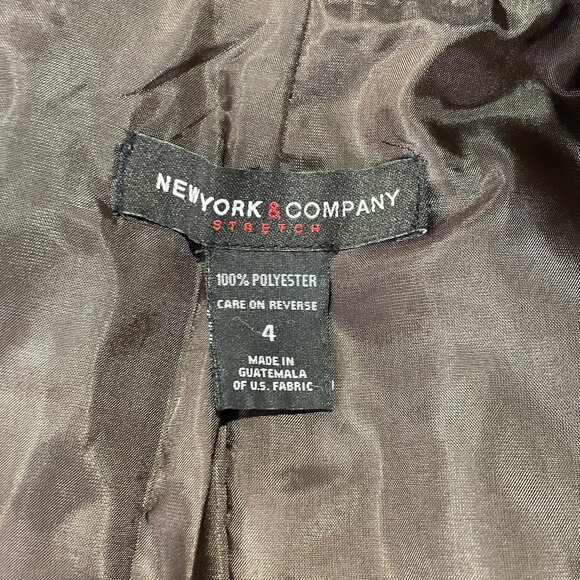 NEWYORK & COMPANY
STRETCH
100% POLYESTER
CARE ON REVERSE
4
MADE IN
GUATEMALA
OF U.S. FABRIC